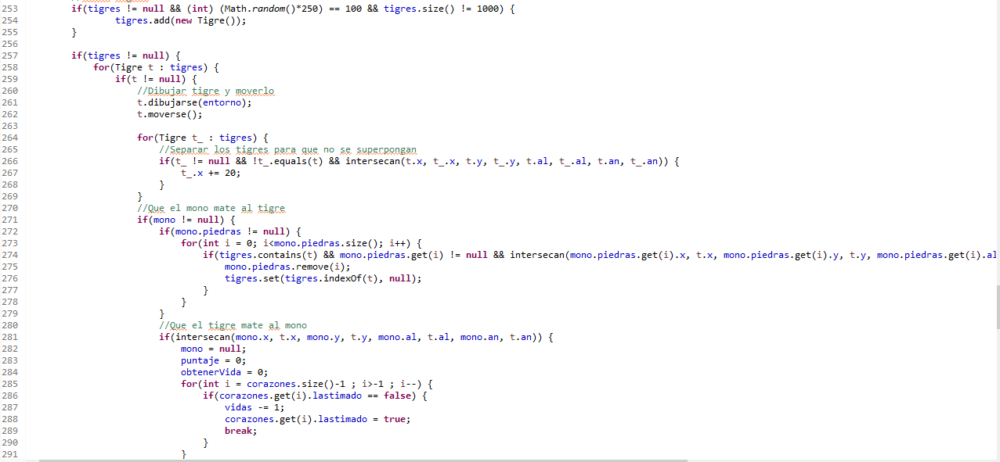 253 if(tigres != null && (int) (Math.random()*250) == 100 && tigres.size() != 1000) {
254 tigres.add(new Tigre());
255 }
256
257 if(tigres != null) {
258 for(Tigre t : tigres) {
259 if(t != null) {
260 //Dibujar tigre y moverlo
261 t.dibujarse(entorno);
262 t.moverse();
263
264 for(Tigre t_ : tigres) {
265 //Separar los tigres para que no se superpongan
266 if(t_ != null && !t_.equals(t) && intersecan(t.x, t_.x, t.y, t_.y, t.al, t_.al, t.an, t_.an)) {
267 t_.x += 20;
268 }
269 }
270 //Que el mono mate al tigre
271 if(mono != null) {
272 if(mono.piedras != null) {
273 for(int i = 0; i<mono.piedras.size(); i++) {
274 if(tigres.contains(t) && mono.piedras.get(i) != null && intersecan(mono.piedras.get(i).x, t.x, mono.piedras.get(i).y, t.y, mono.piedras.get(i).al
275 mono.piedras.remove(i);
276 tigres.set(tigres.indexOf(t), null);
277 }
278 }
279 }
280 //Que el tigre mate al mono
281 if(intersecan(mono.x, t.x, mono.y, t.y, mono.al, t.al, mono.an, t.an)) {
282 mono = null;
283 puntaje = 0;
284 obtenerVida = 0;
285 for(int i = corazones.size()-1 ; i>-1 ; i--) {
286 if(corazones.get(i).lastimado == false) {
287 vidas -= 1;
288 corazones.get(i).lastimado = true;
289 break;
290 }
291 }